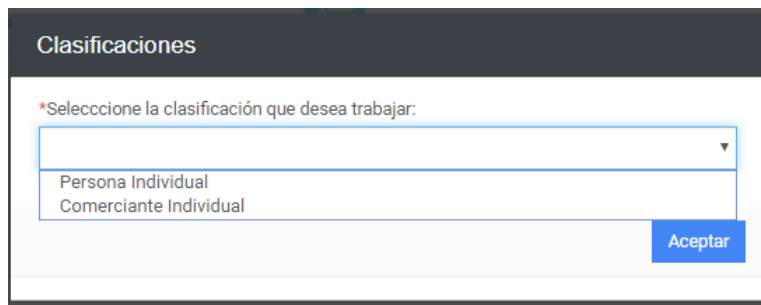 Clasificaciones
*Selecccione la clasificación que desea trabajar:
Persona Individual
Comerciante Individual
Aceptar